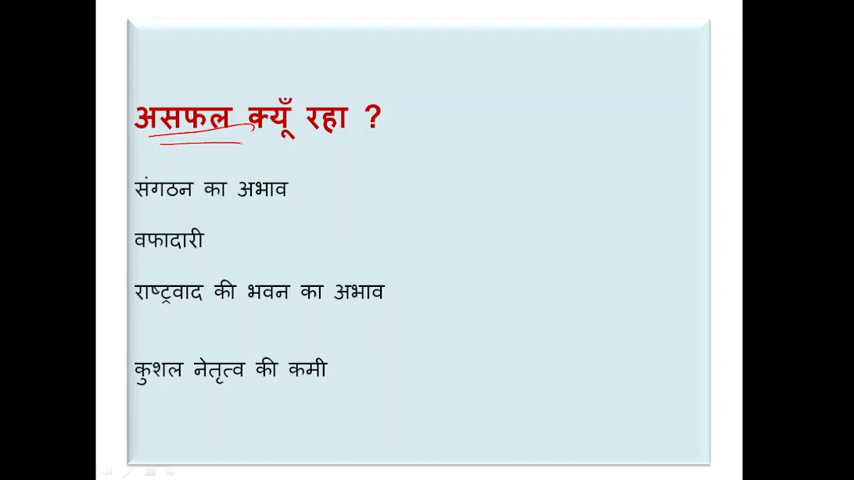 असफल क्यूँ रहा ?
संगठन का अभाव
वफादारी
राष्ट्रवाद की भवन का अभाव
कुशल नेतृत्व की कमी